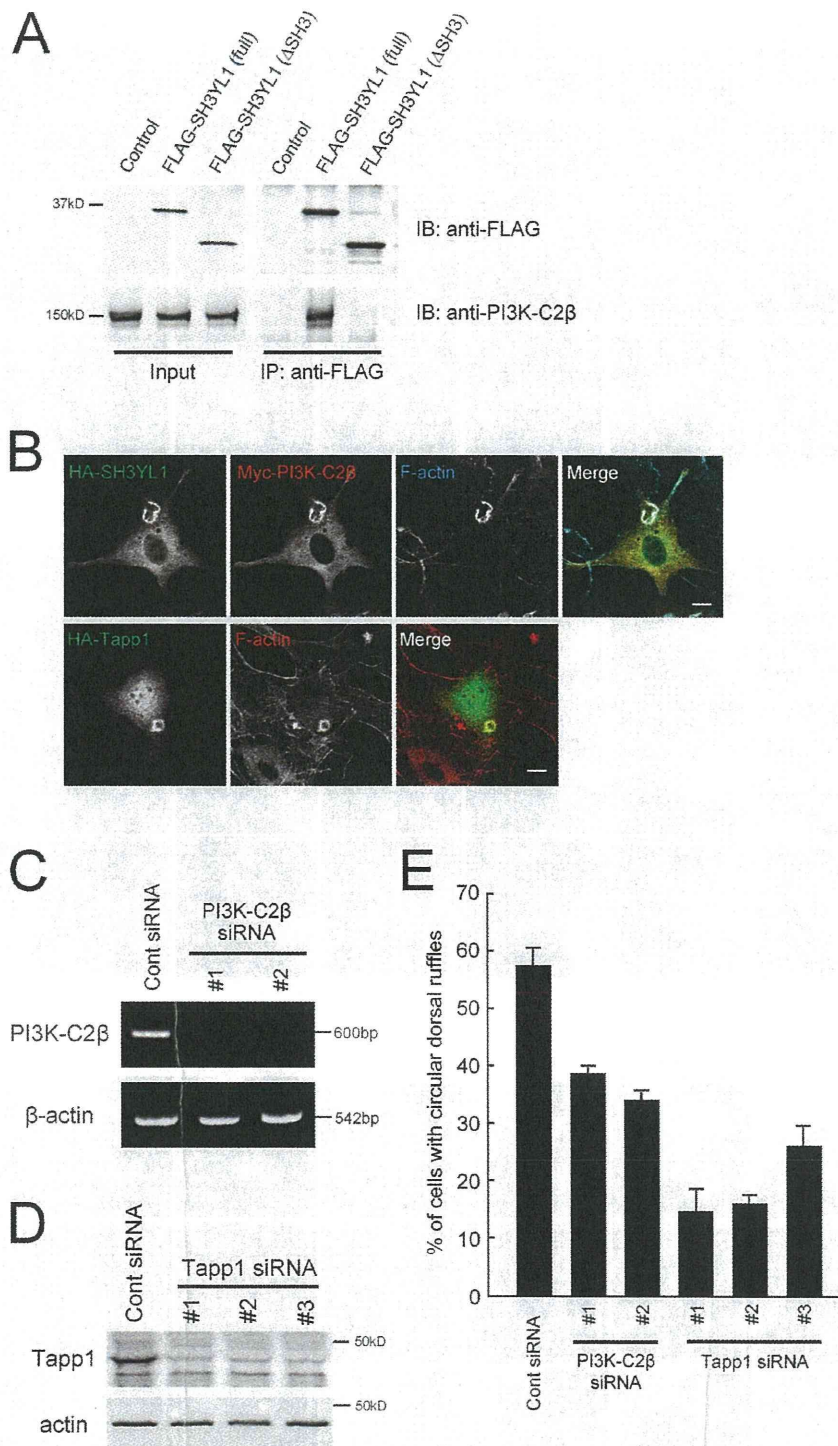 A
Control
FLAG-SH3YL1 (full)
FLAG-SH3YL1 (ΔSH3)
Control
FLAG-SH3YL1 (full)
FLAG-SH3YL1 (ΔSH3)
37kD
IB: anti-FLAG
150kD
IB: anti-PI3K-C2β
Input
IP: anti-FLAG
B
HA-SH3YL1
Myc-PI3K-C2β
F-actin
Merge
HA-Tapp1
F-actin
Merge
C
Cont siRNA
PI3K-C2β
siRNA
#1
#2
PI3K-C2β
600bp
β-actin
542bp
D
Cont siRNA
Tapp1 siRNA
#1
#2
#3
50kD
Tapp1
50kD
actin
E
% of cells with circular dorsal ruffles
70
60
50
40
30
20
10
0
Cont siRNA
#1
#2
PI3K-C2β
siRNA
#1
#2
#3
Tapp1 siRNA